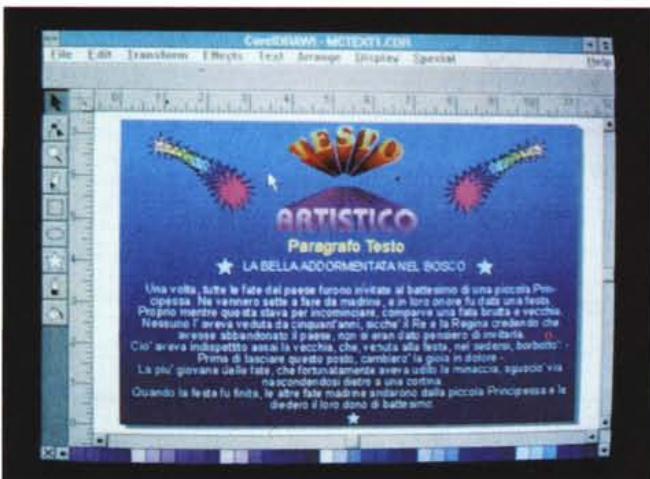 CorelDRAW! - MCTEXT1.CDR
File Edit Transform Effects Text Arrange Display Special Help
TESTO
ARTISTICO
Paragrafo Testo
LA BELLA ADDORMENTATA NEL BOSCO
Una volta, tutte le fate del paese furono invitate al battesimo di una piccola Prin-
cipessa. Ne vennero sette a fare da madrine, e in loro onore fu data una festa.
Proprio mentre questa stava per incominciare, comparve una fata brutta e vecchia.
Nessuno l' aveva veduta da cinquant'anni, sicche' il Re e la Regina credendo che
avesse abbandonato il paese, non si eran dato pensiero di invitarla.
Cio' aveva indispettito assai la vecchia, che, venuta alla festa, nel sedersi, borbotto': -
Prima di lasciare questo posto, cambiero' la gioia in dolore -
La piu' giovane delle fate, che fortunatamente aveva udito la minaccia, sguscio' via
nascondendosi dietro a una cortina.
Quando la festa fu finita, le altre fate madrine andarono dalla piccola Principessa e le
diedero il loro dono di battesimo.